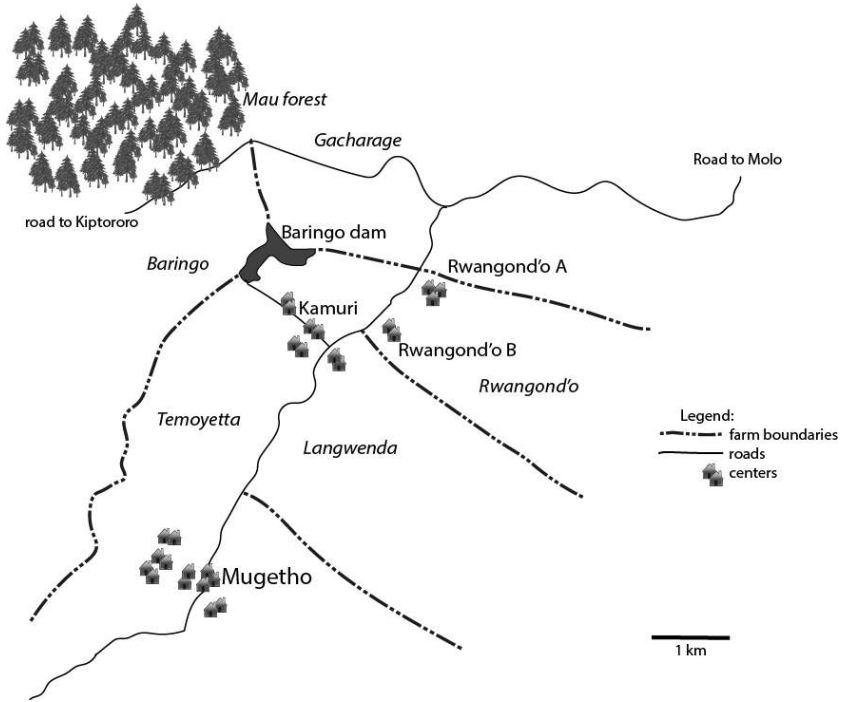 Mau forest
Gacharage
Road to Molo
road to Kiptororo
Baringo dam
Baringo
Rwangond'o A
Kamuri
Rwangond'o B
Rwangond'o
Temoyetta
Langwenda
Legend:
farm boundaries
roads
centers
Mugetho
1 km